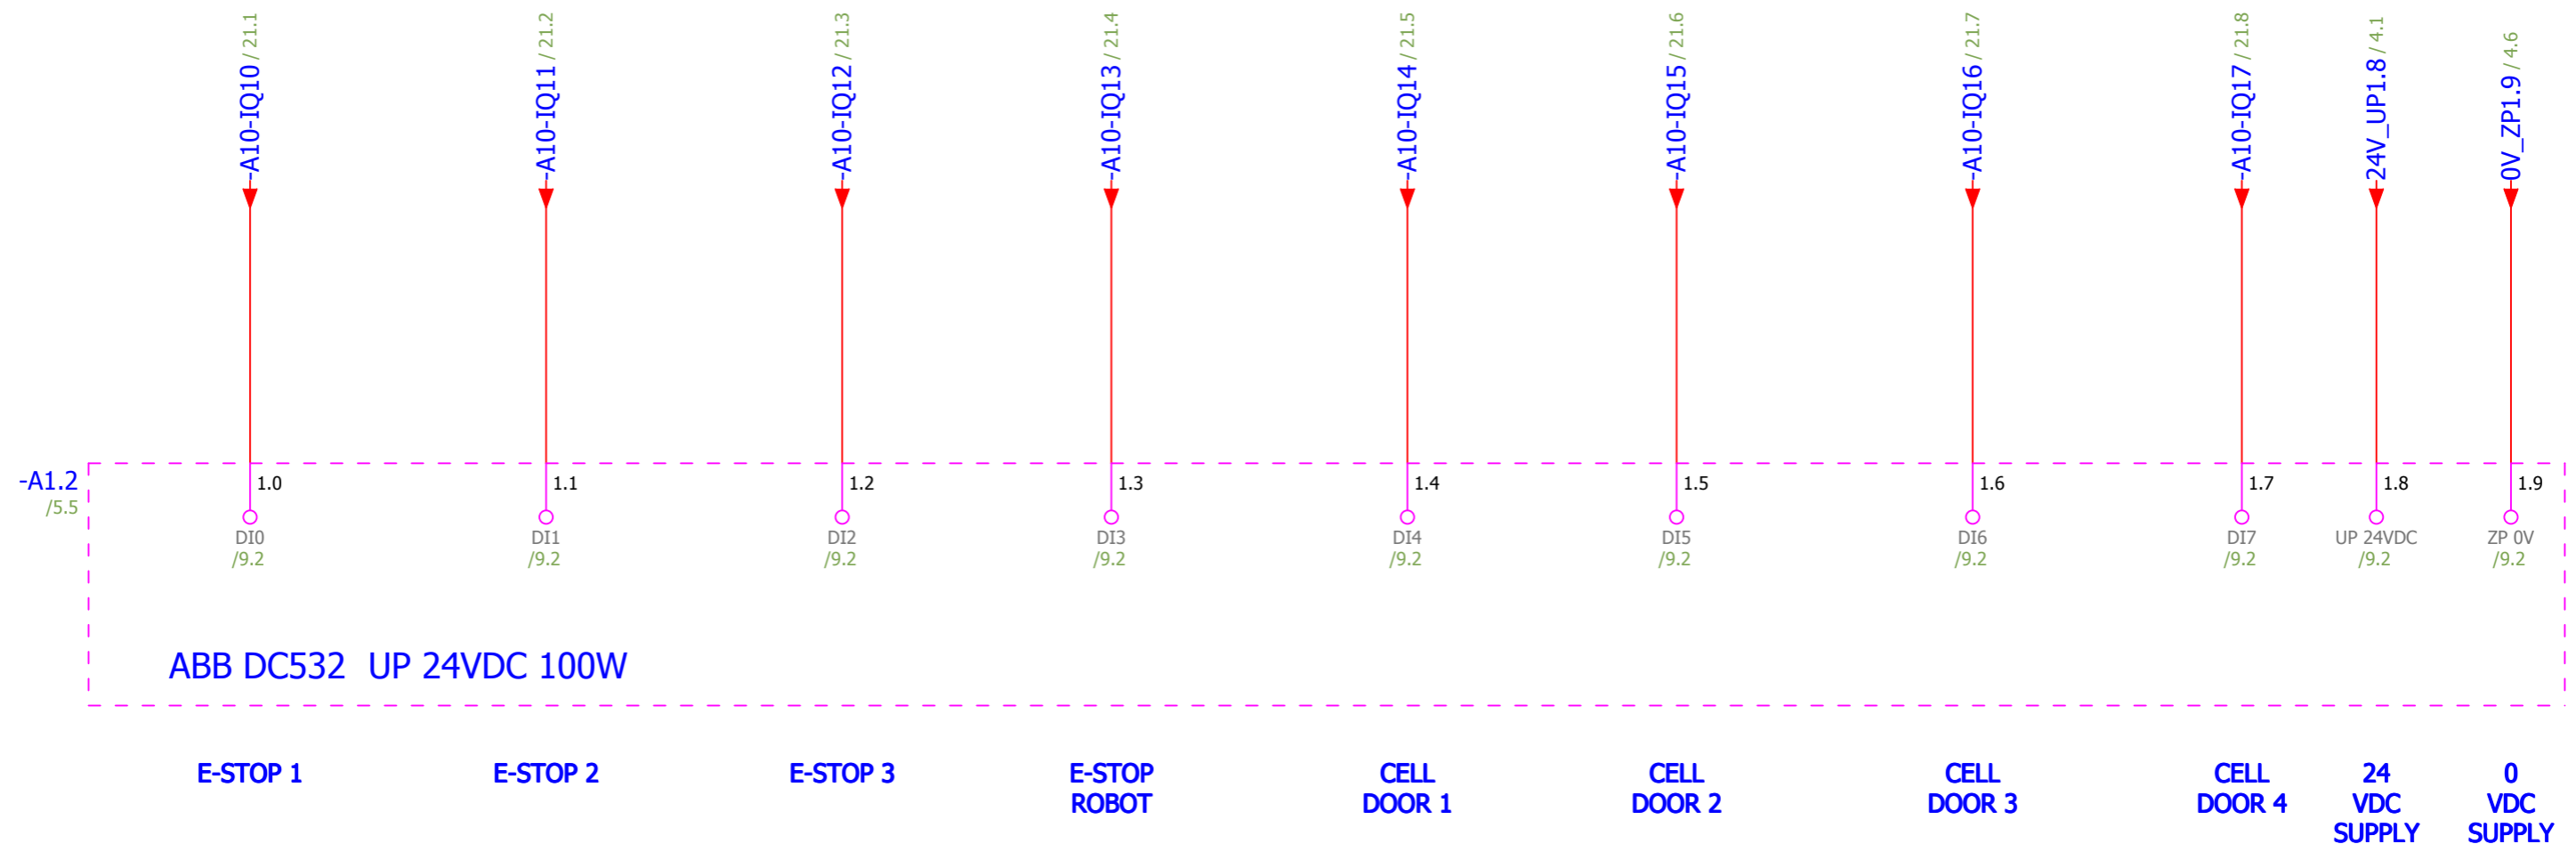 -A10-IQ10 / 21.1
-A10-IQ11 / 21.2
-A10-IQ12 / 21.3
-A10-IQ13 / 21.4
-A10-IQ14 / 21.5
-A10-IQ15 / 21.6
-A10-IQ16 / 21.7
-A10-IQ17 / 21.8
24V_UP1.8 / 4.1
0V_ZP1.9 / 4.6
-A1.2
/5.5
1.0
DI0
/9.2
1.1
DI1
/9.2
1.2
DI2
/9.2
1.3
DI3
/9.2
1.4
DI4
/9.2
1.5
DI5
/9.2
1.6
DI6
/9.2
1.7
DI7
/9.2
1.8
UP 24VDC
/9.2
1.9
ZP 0V
/9.2
ABB DC532 UP 24VDC 100W
E-STOP 1
E-STOP 2
E-STOP 3
E-STOP
ROBOT
CELL
DOOR 1
CELL
DOOR 2
CELL
DOOR 3
CELL
DOOR 4
24
VDC
SUPPLY
0
VDC
SUPPLY